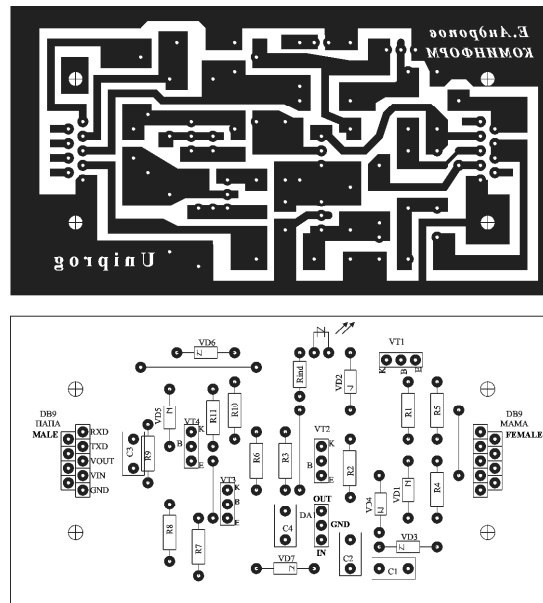 Е.Андропов
КОМИНФОРМ
Uniprog
VD6
VT1
K
B
E
Rind
VD2
DB9
ПАПА
MALE
RXD
TXD
VOUT
VIN
GND
C3
R9
VD5
VT4
K
B
E
R11
R10
R6
R3
VT2
K
B
E
R2
R1
R5
DB9
МАМА
FEMALE
VT3
K
B
E
VD4
VD1
R4
R8
R7
C4
OUT
DA
GND
IN
C2
VD3
VD7
C1